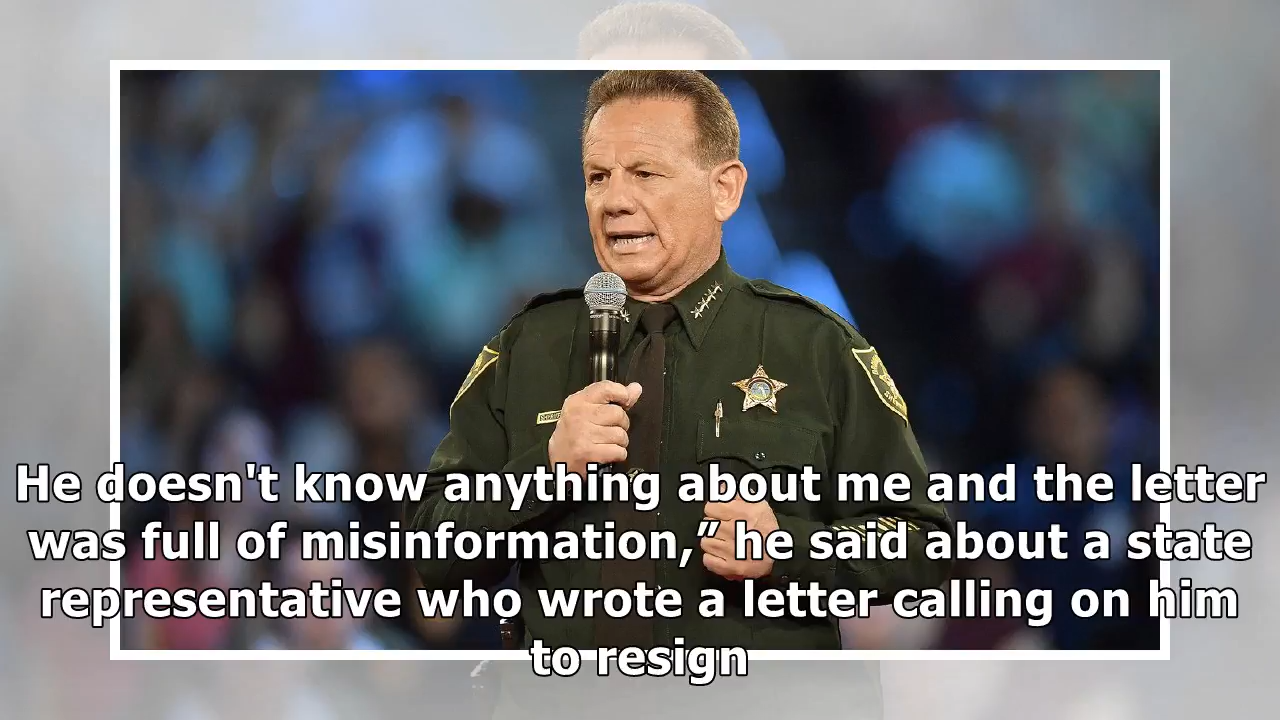 He doesn't know anything about me and the letter
was full of misinformation,” he said about a state
representative who wrote a letter calling on him
to resign